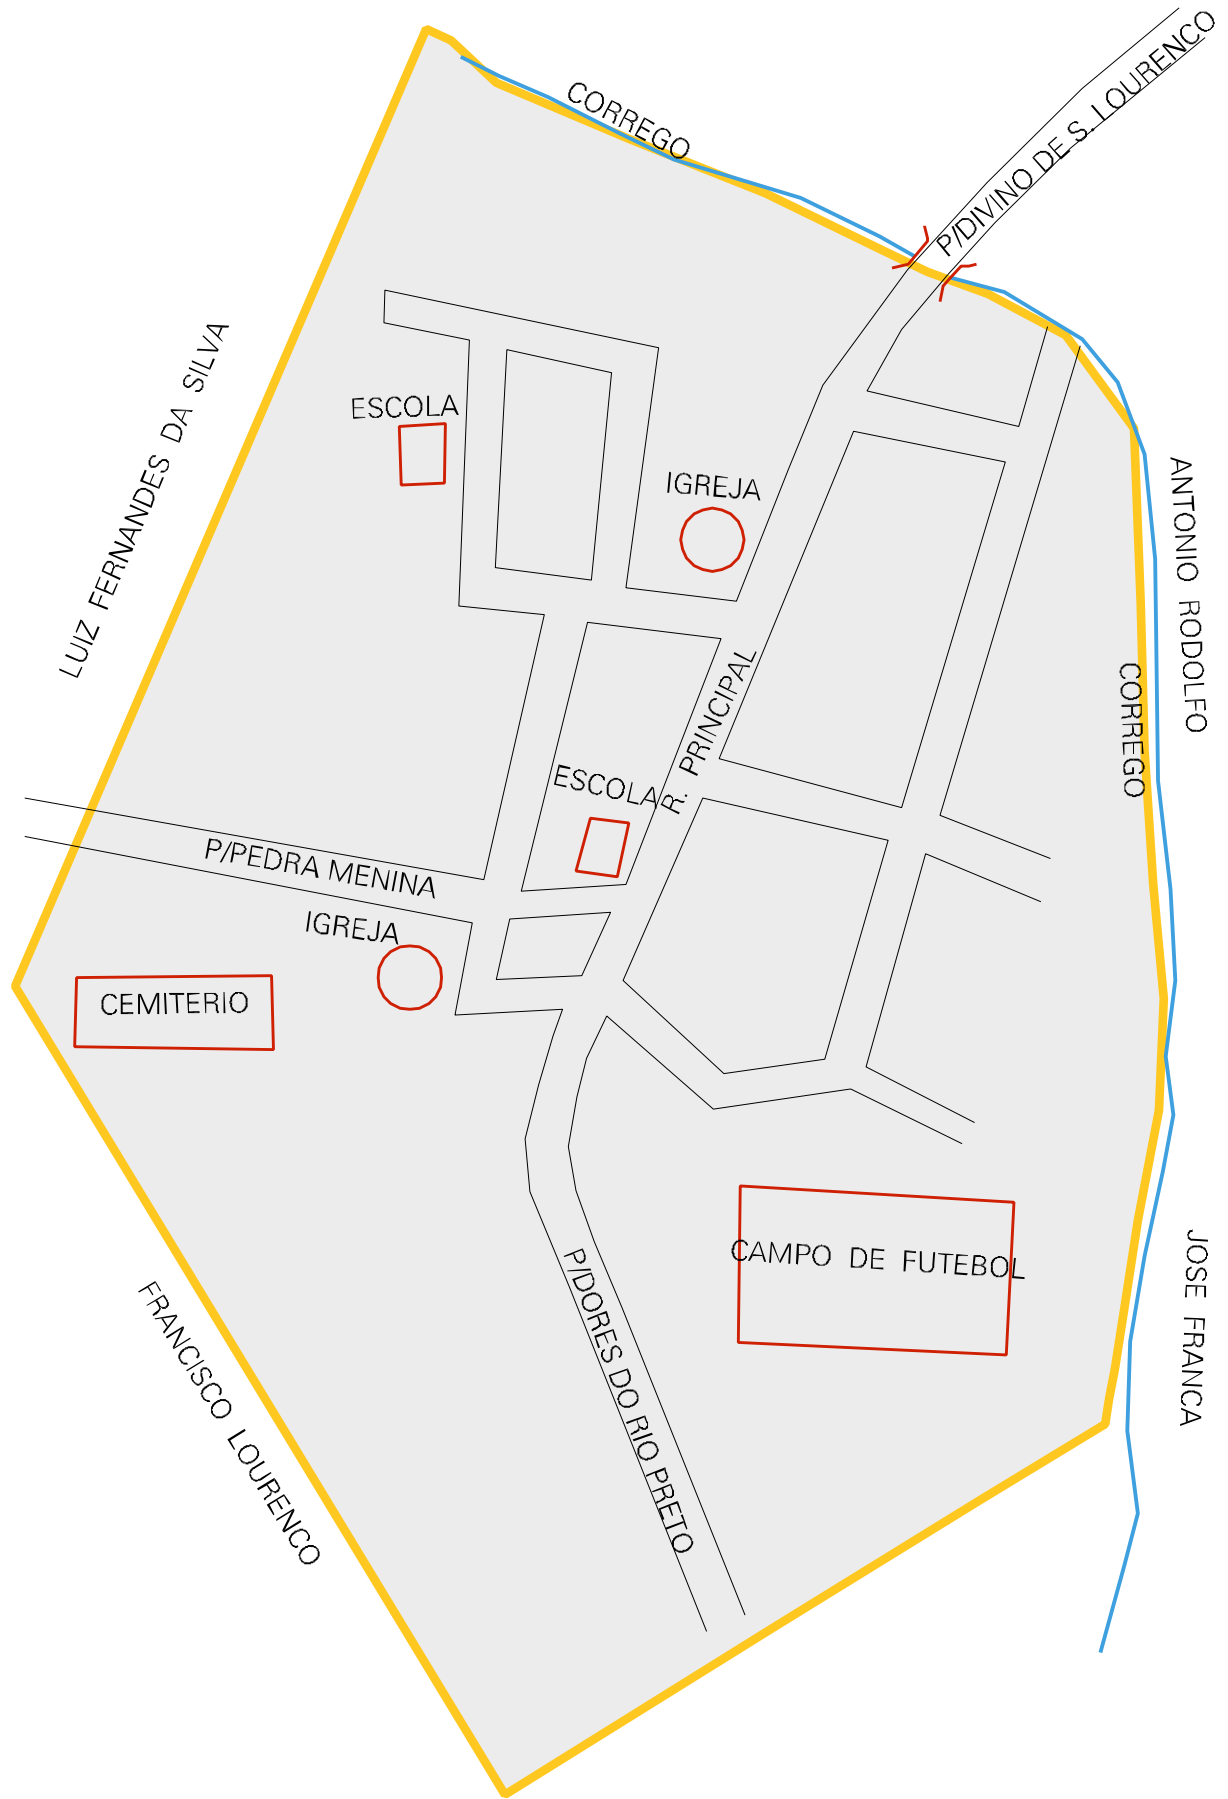 P/DIVINO DE S. LOURENCO
CORREGO
LUIZ FERNANDES DA SILVA
ESCOLA
IGREJA
ANTONIO RODOLFO
CORREGO
R. PRINCIPAL
ESCOLA
P/PEDRA MENINA
IGREJA
CEMITERIO
CAMPO DE FUTEBOL
JOSE FRANCA
P/DORES DO RIO PRETO
FRANCISCO LOURENCO